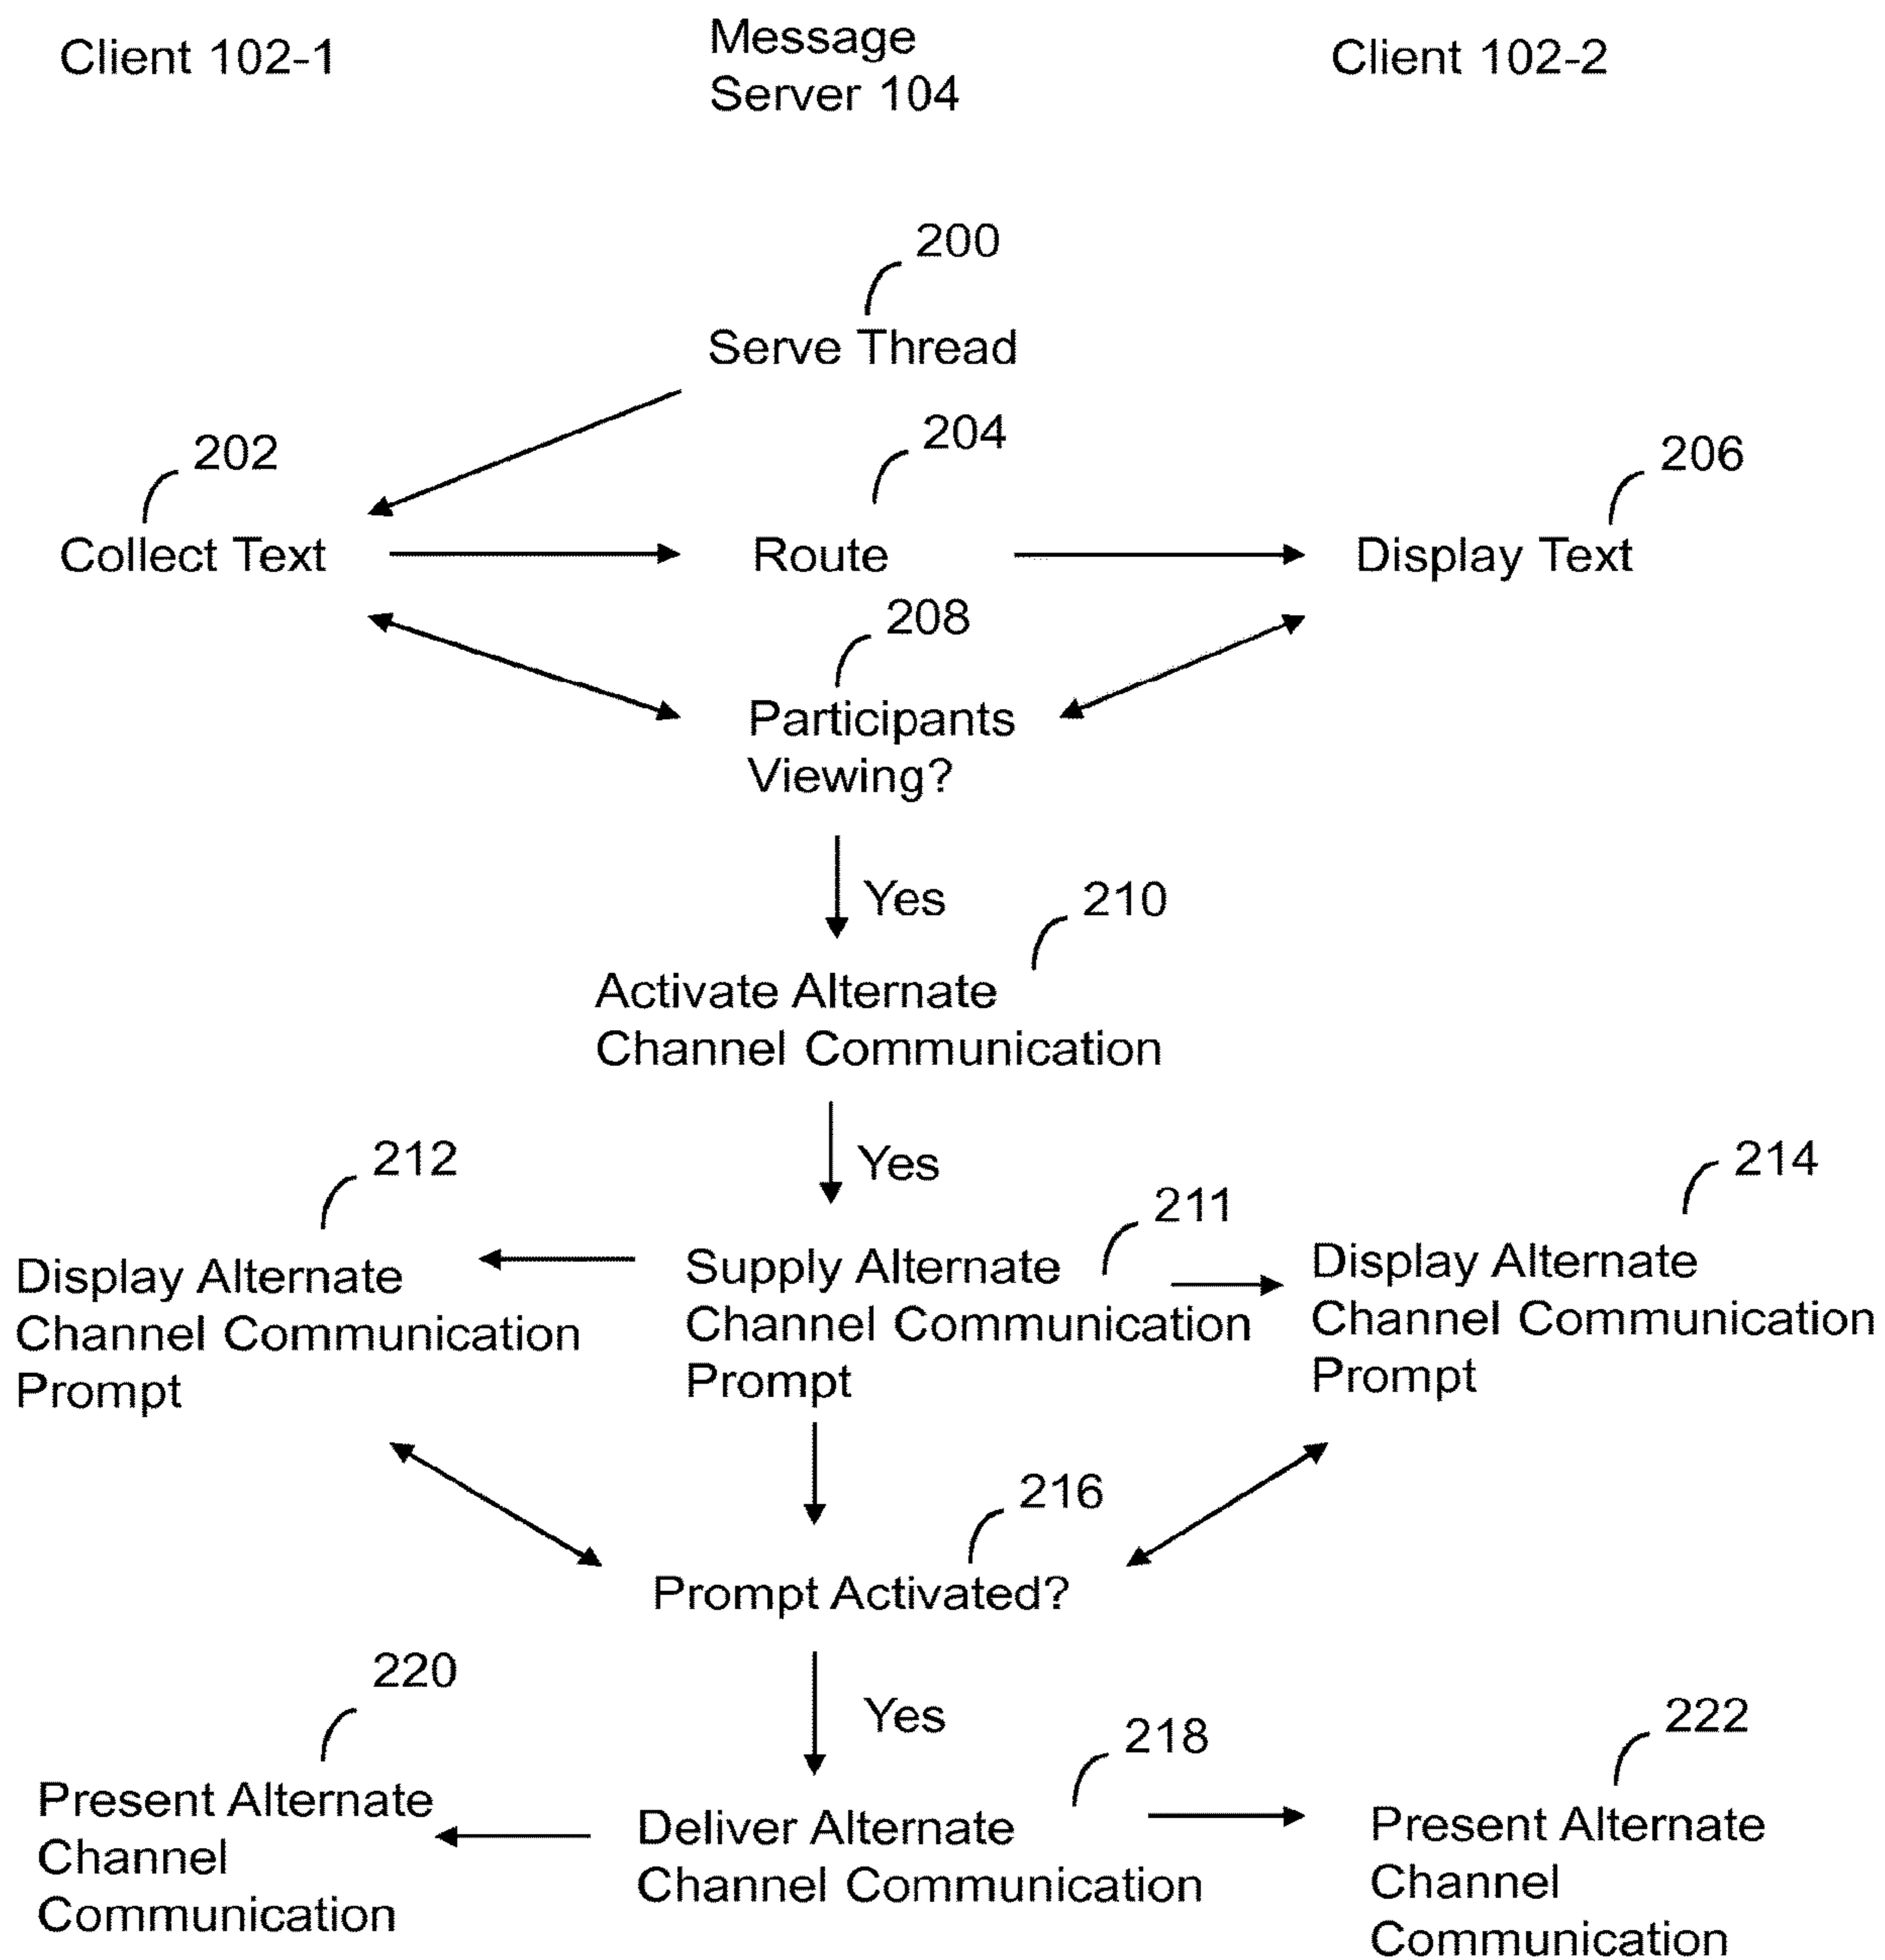 Client 102-1
Message
Server 104
Client 102-2
200
Serve Thread
202
204
206
Collect Text
Route
Display Text
208
Participants
Viewing?
Yes
210
Activate Alternate
Channel Communication
Yes
212
211
214
Display Alternate
Channel Communication
Prompt
Supply Alternate
Channel Communication
Prompt
Display Alternate
Channel Communication
Prompt
216
Prompt Activated?
Yes
220
218
222
Present Alternate
Channel
Communication
Deliver Alternate
Channel Communication
Present Alternate
Channel
Communication